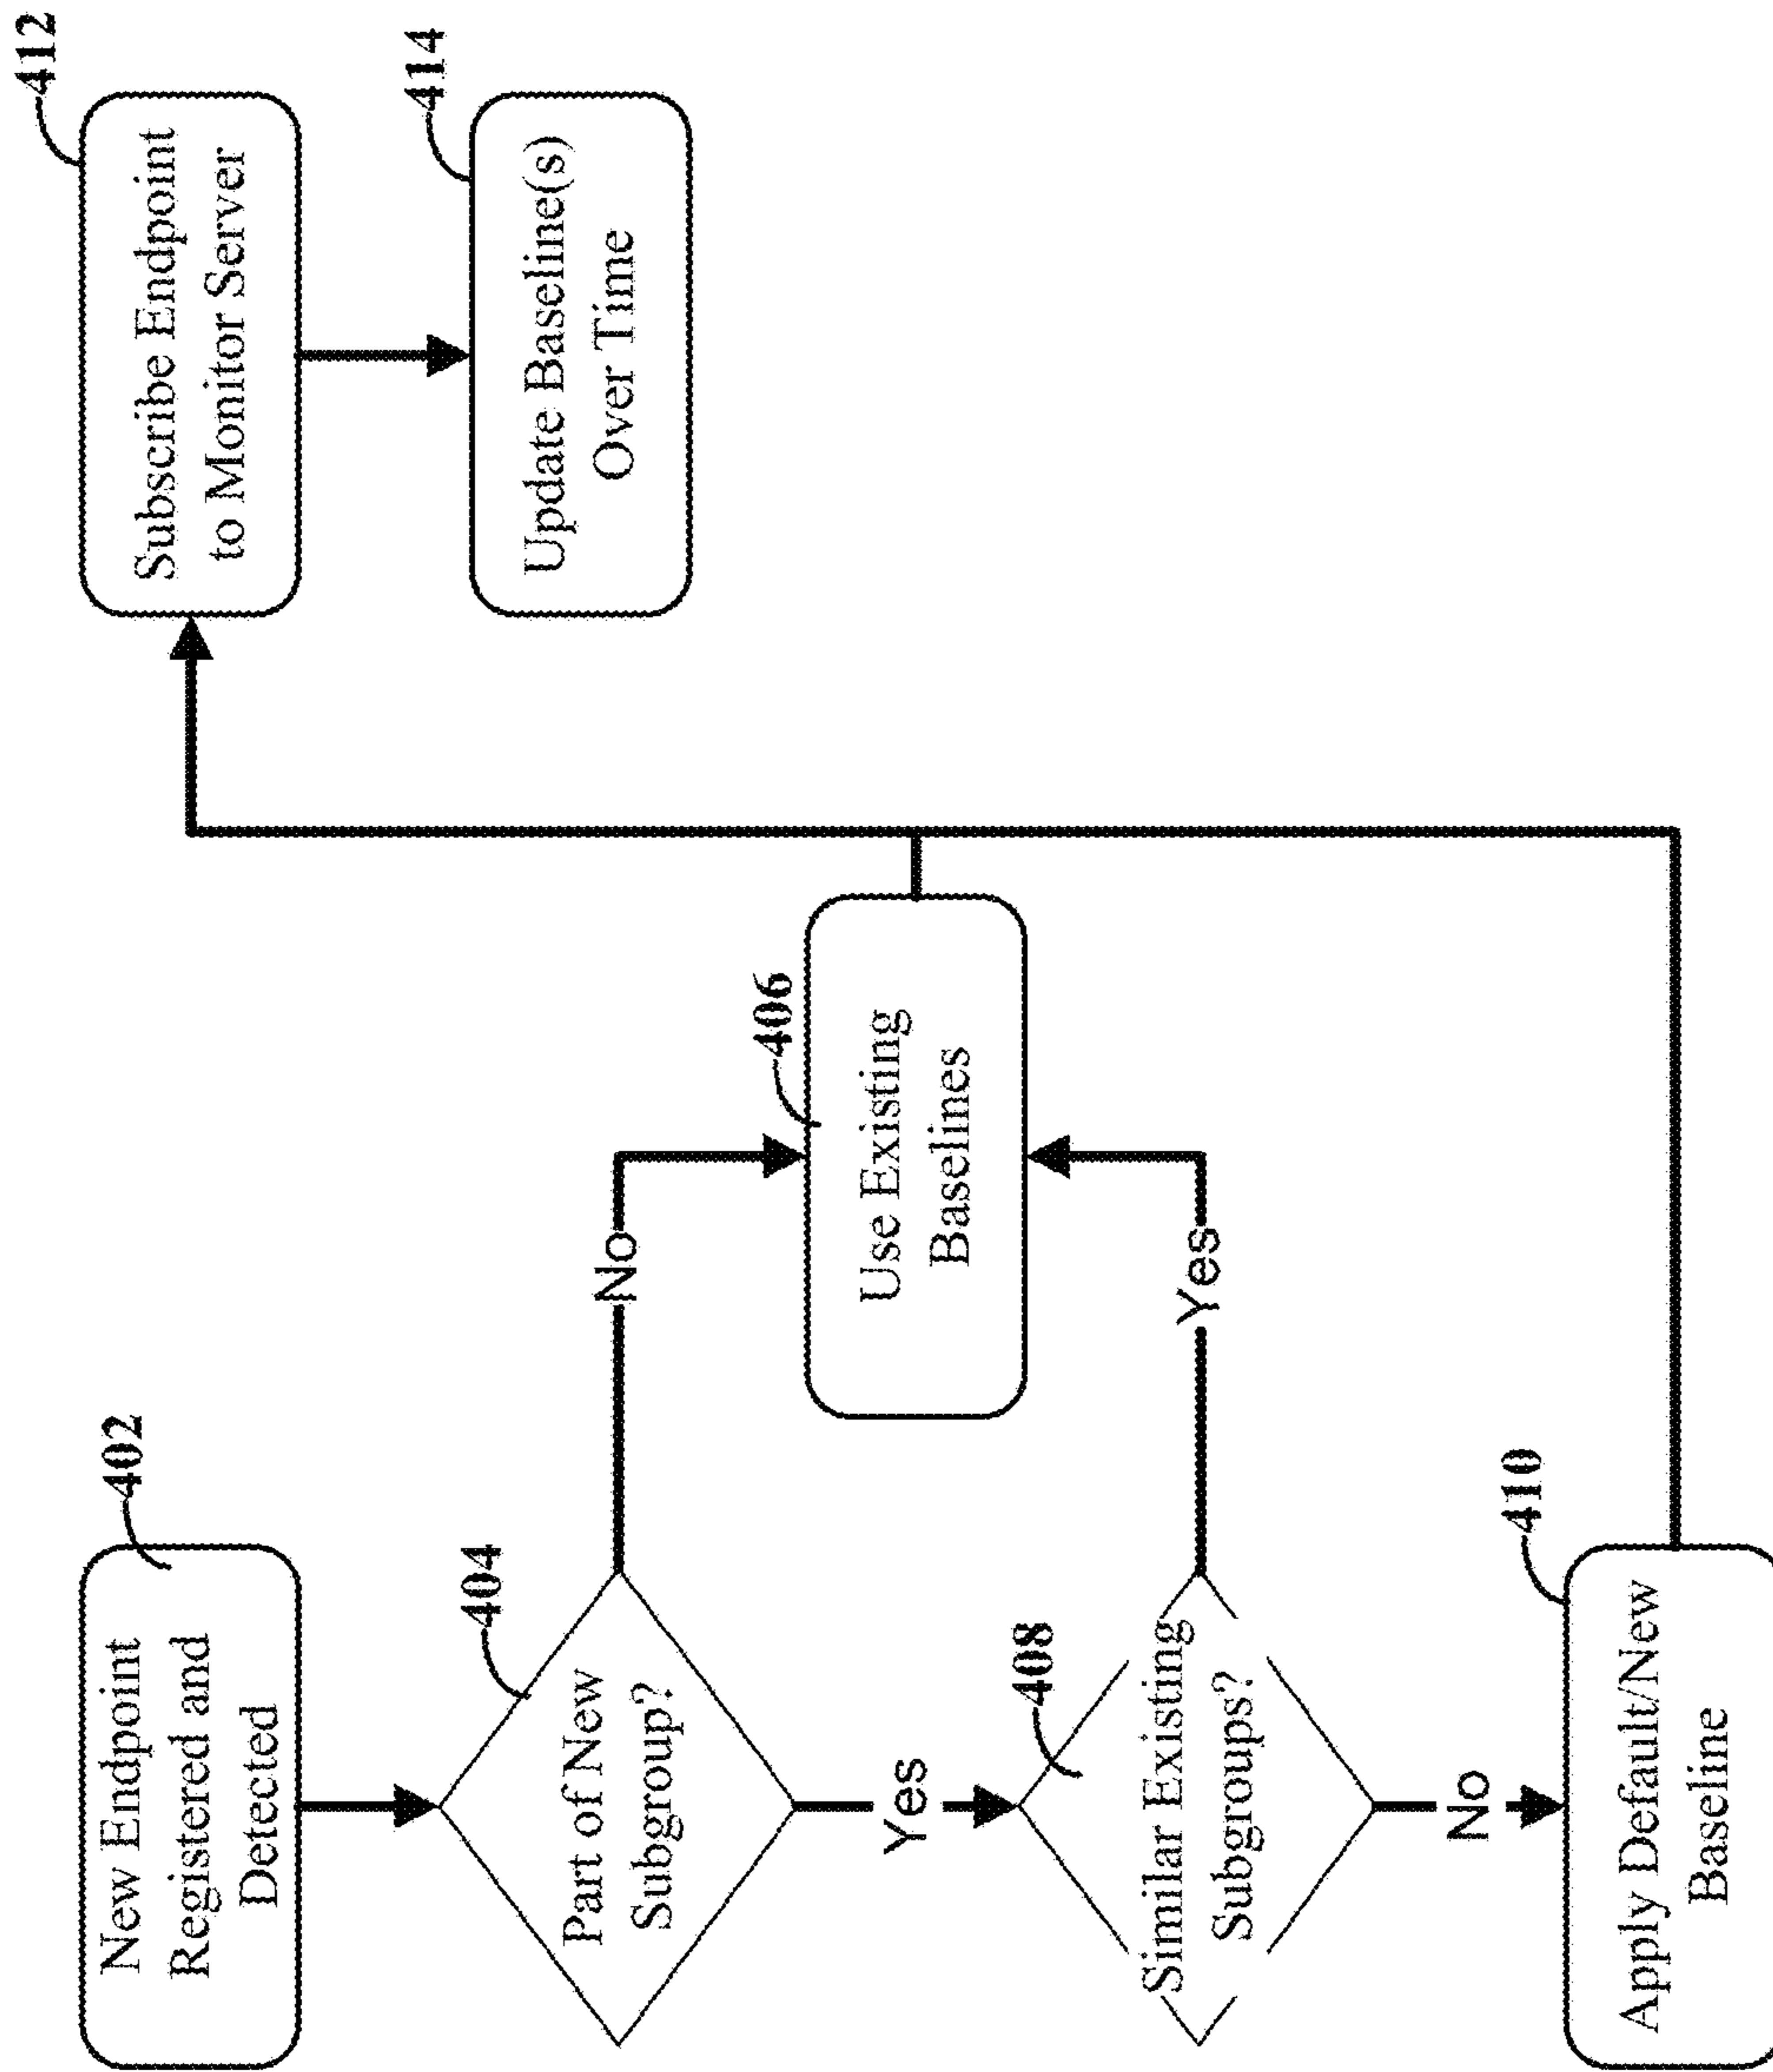 402
New Endpoint
Registered and
Detected
404
Part of New
Subgroup?
No
Yes
406
Use Existing
Baselines
408
Similar Existing
Subgroups?
Yes
No
410
Apply Default/New
Baseline
412
Subscribe Endpoint
to Monitor Server
414
Update Baseline(s)
Over Time